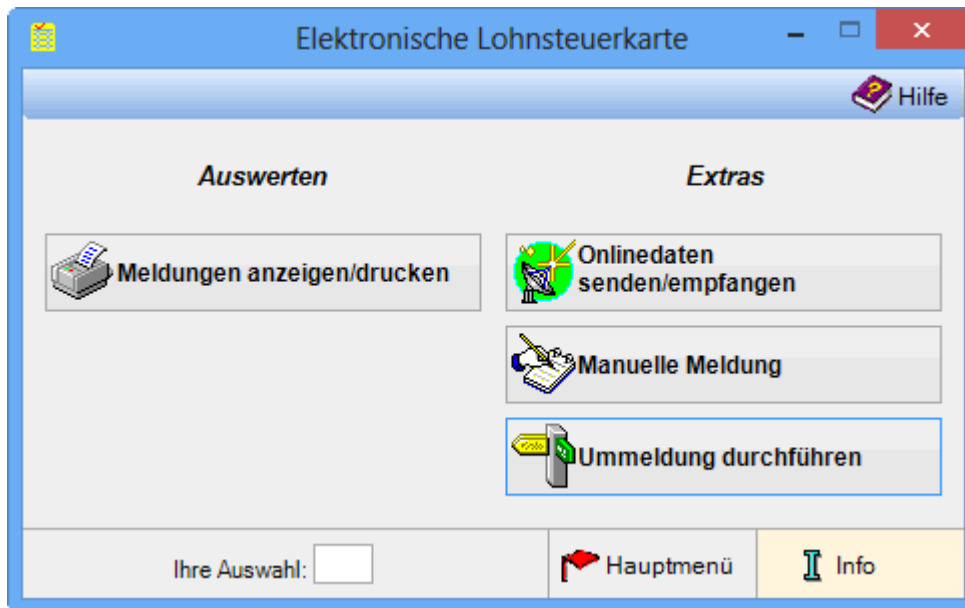 Elektronische Lohnsteuerkarte
Hilfe
Auswerten
Extras
Meldungen anzeigen/drucken
Onlinedaten
senden/empfangen
Manuelle Meldung
Ummeldung durchführen
Ihre Auswahl:
Hauptmenü
Info